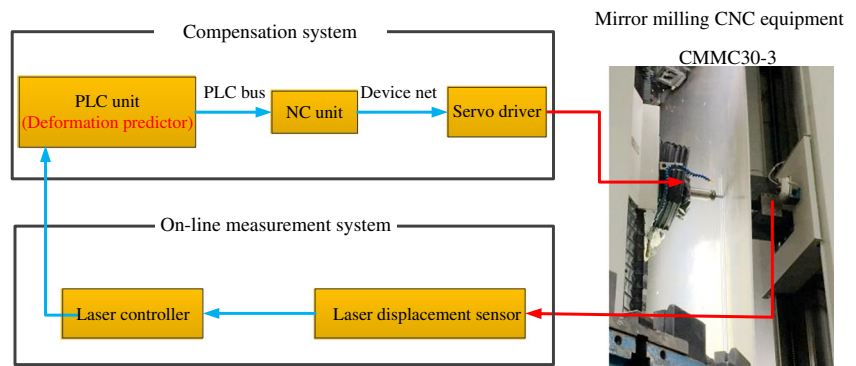 Compensation system
PLC unit
(Deformation predictor)
PLC bus
NC unit
Device net
Servo driver
On-line measurement system
Laser controller
Laser displacement sensor
Mirror milling CNC equipment
CMMC30-3